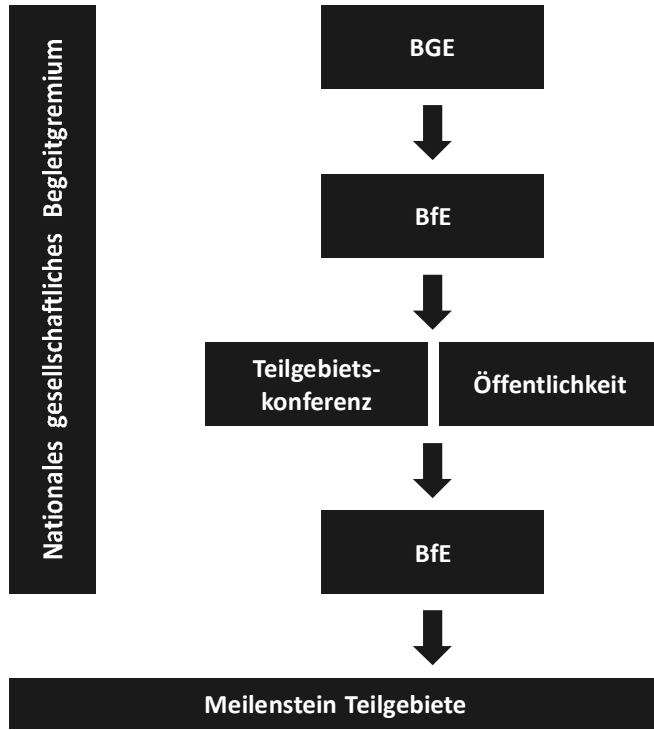 Nationales gesellschaftliches Begleitgremium
BGE
BfE
Teilgebiets-
konferenz
Öffentlichkeit
BfE
Meilenstein Teilgebiete